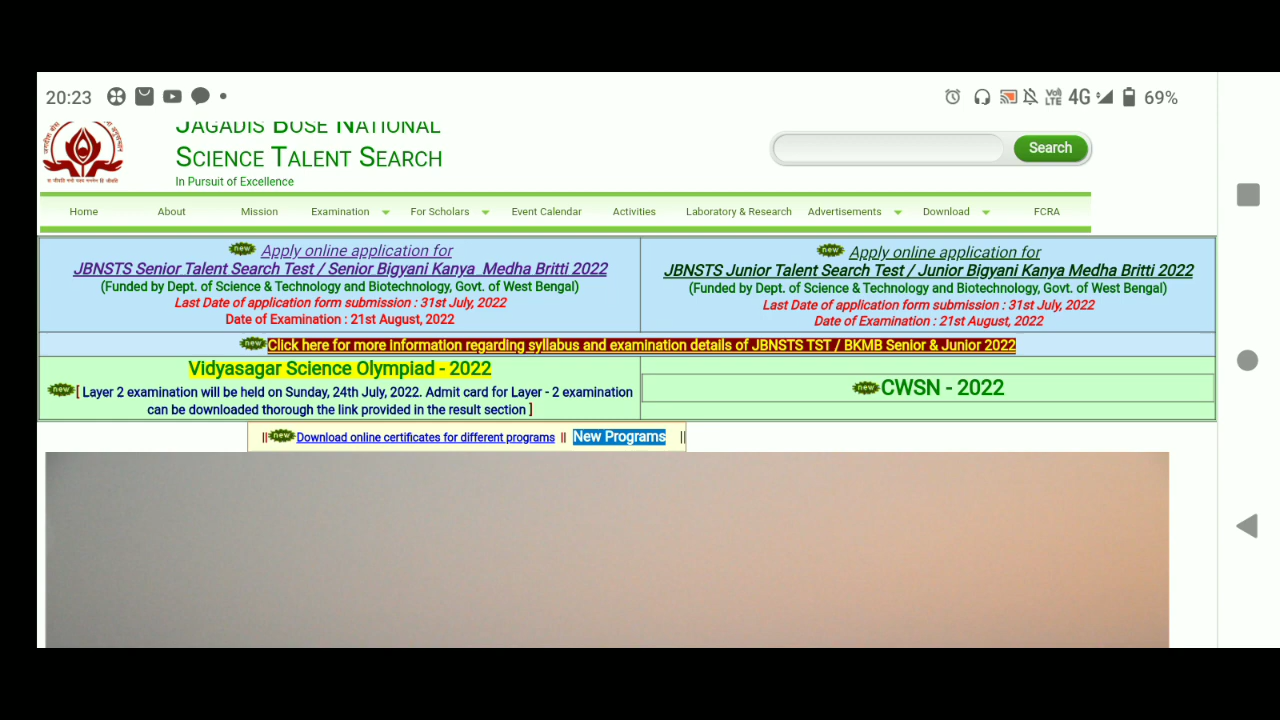 20:23
4G 69%
JAGADIS BOSE NATIONAL
SCIENCE TALENT SEARCH
In Pursuit of Excellence
Search
Home About Mission Examination For Scholars Event Calendar Activities Laboratory & Research Advertisements Download FCRA
new Apply online application for
JBNSTS Senior Talent Search Test / Senior Bigyani Kanya Medha Britti 2022
(Funded by Dept. of Science & Technology and Biotechnology, Govt. of West Bengal)
Last Date of application form submission : 31st July, 2022
Date of Examination : 21st August, 2022
new Apply online application for
JBNSTS Junior Talent Search Test / Junior Bigyani Kanya Medha Britti 2022
(Funded by Dept. of Science & Technology and Biotechnology, Govt. of West Bengal)
Last Date of application form submission : 31st July, 2022
Date of Examination : 21st August, 2022
new Click here for more information regarding syllabus and examination details of JBNSTS TST / BKMB Senior & Junior 2022
Vidyasagar Science Olympiad - 2022
new [ Layer 2 examination will be held on Sunday, 24th July, 2022. Admit card for Layer - 2 examination
can be downloaded thorough the link provided in the result section ]
new CWSN - 2022
|| new Download online certificates for different programs || New Programs ||